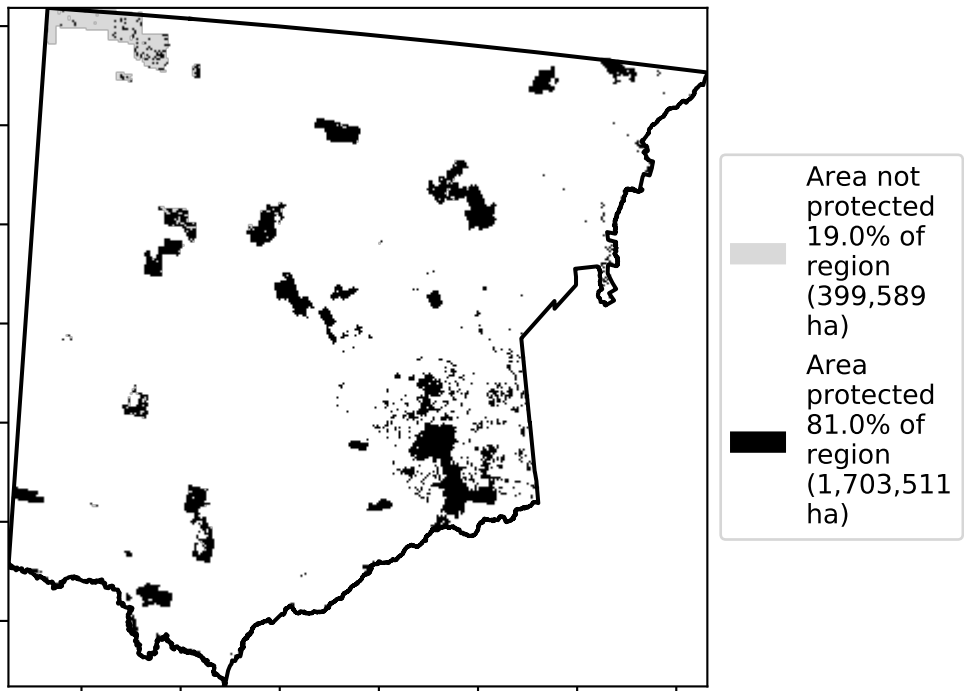 Area not
protected
19.0% of
region
(399,589
ha)
Area
protected
81.0% of
region
(1,703,511
ha)